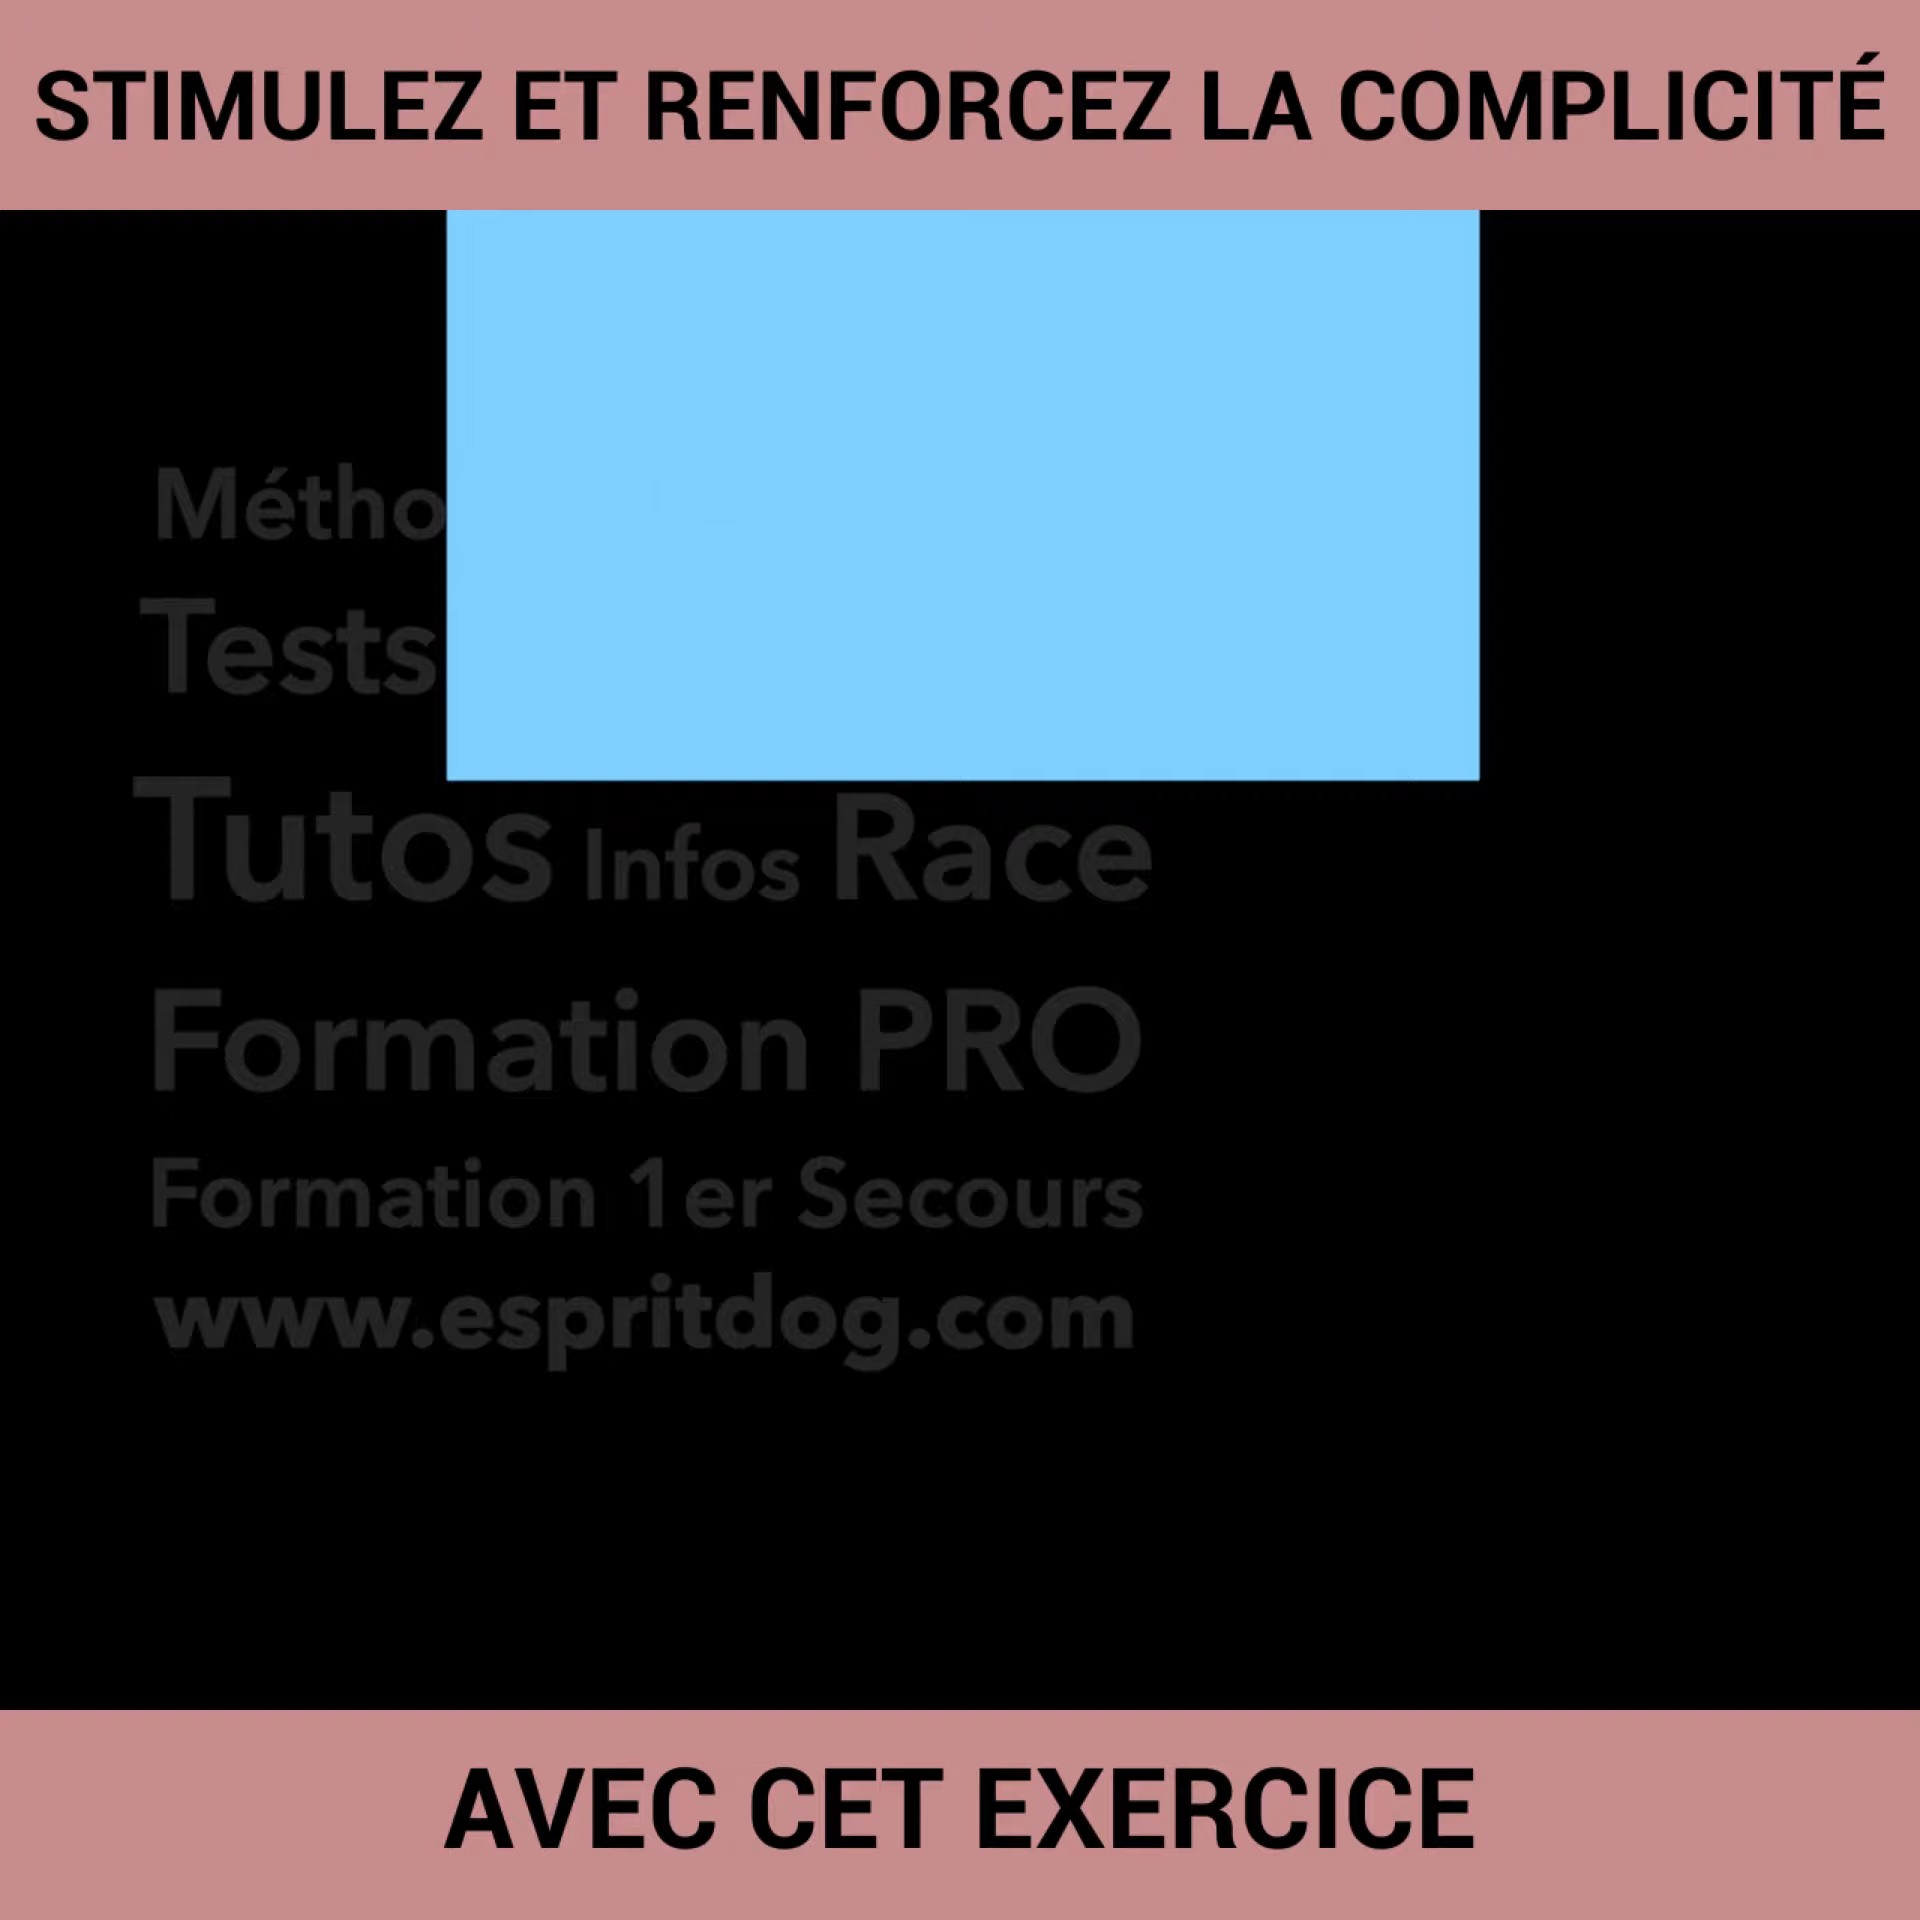 STIMULEZ ET RENFORCEZ LA COMPLICITÉ
Tests
Tutos Infos Race
Formation PRO
Formation 1er Secours
www.espritdog.com
AVEC CET EXERCICE